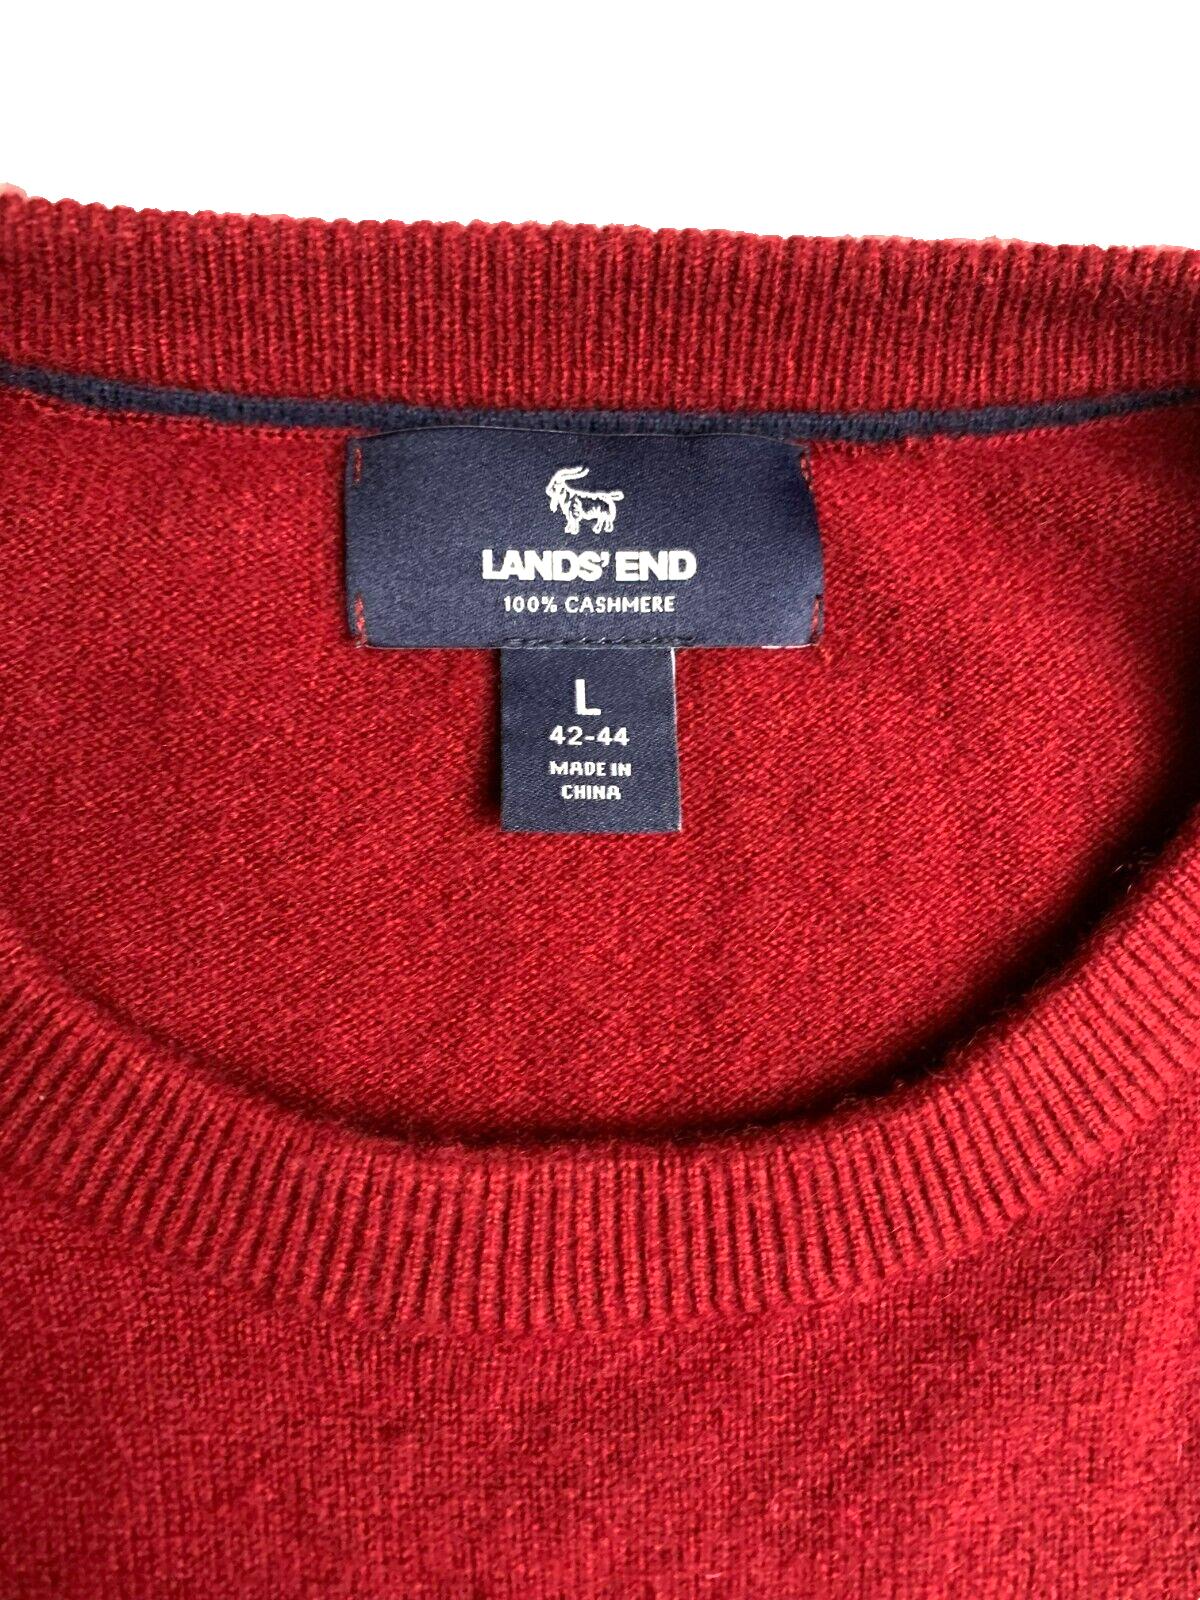 LANDS' END
100% CASHMERE
L
42-44
MADE IN
CHINA